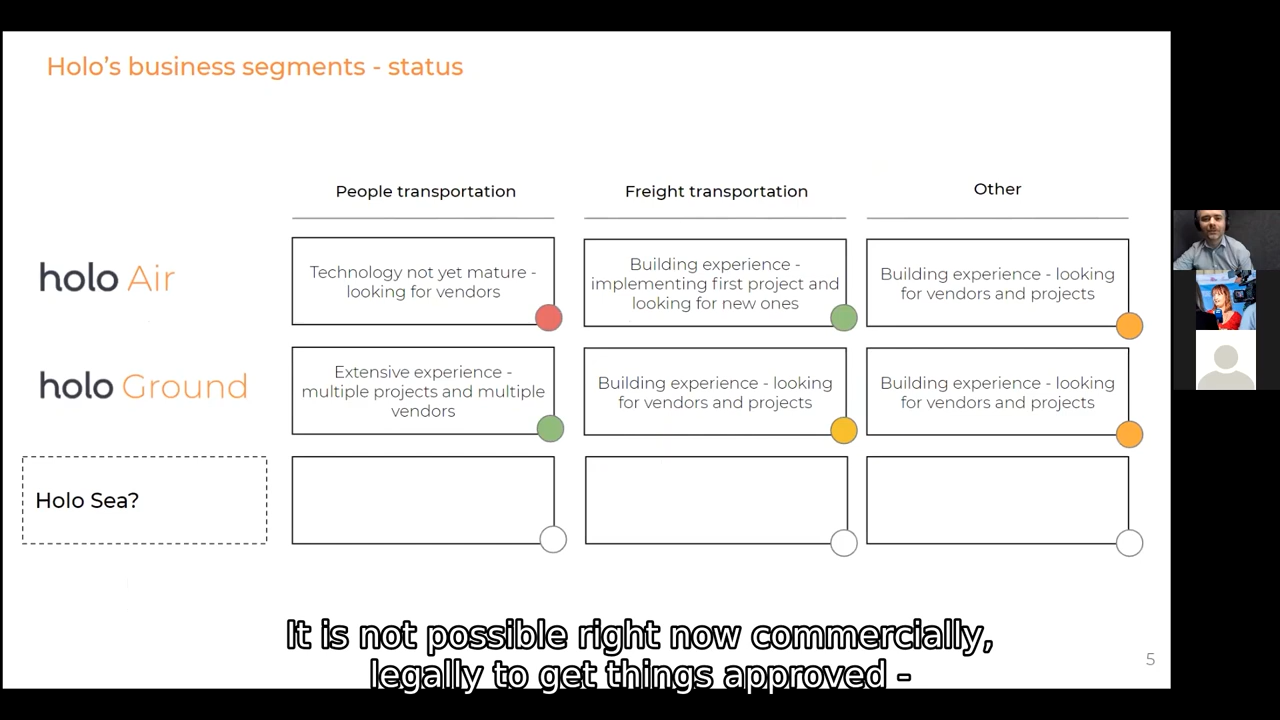 Holo's business segments - status
People transportation
Freight transportation
Other
holo Air
Technology not yet mature -
looking for vendors
Building experience -
implementing first project and
looking for new ones
Building experience - looking
for vendors and projects
holo Ground
Extensive experience -
multiple projects and multiple
vendors
Building experience - looking
for vendors and projects
Building experience - looking
for vendors and projects
Holo Sea?
It is not possible right now commercially,
legally to get things approved -
5